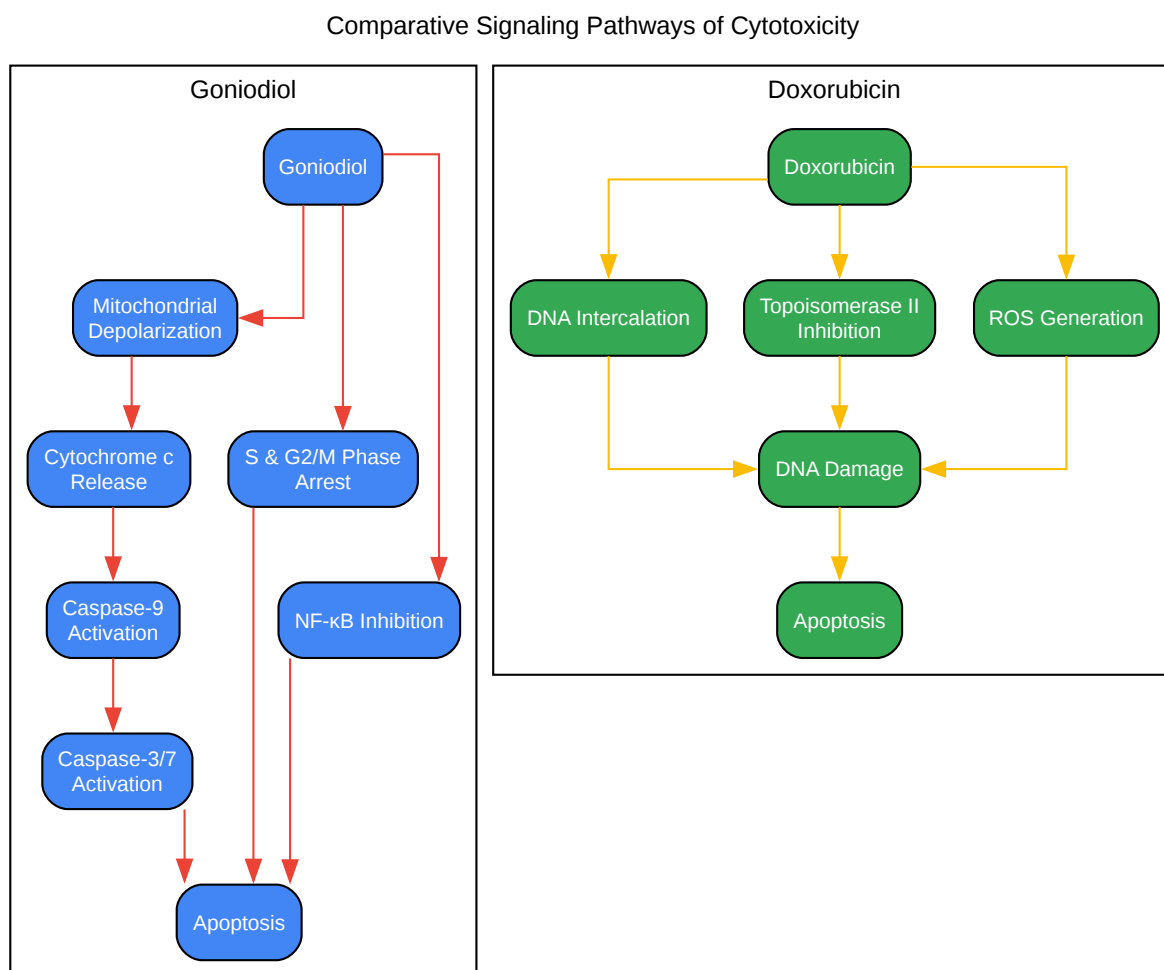 Comparative Signaling Pathways of Cytotoxicity
Goniodiol
Goniodiol
Mitochondrial
Depolarization
Cytochrome c
Release
S & G2/M Phase
Arrest
Caspase-9
Activation
NF-κB Inhibition
Caspase-3/7
Activation
Apoptosis
Doxorubicin
Doxorubicin
DNA Intercalation
Topoisomerase II
Inhibition
ROS Generation
DNA Damage
Apoptosis